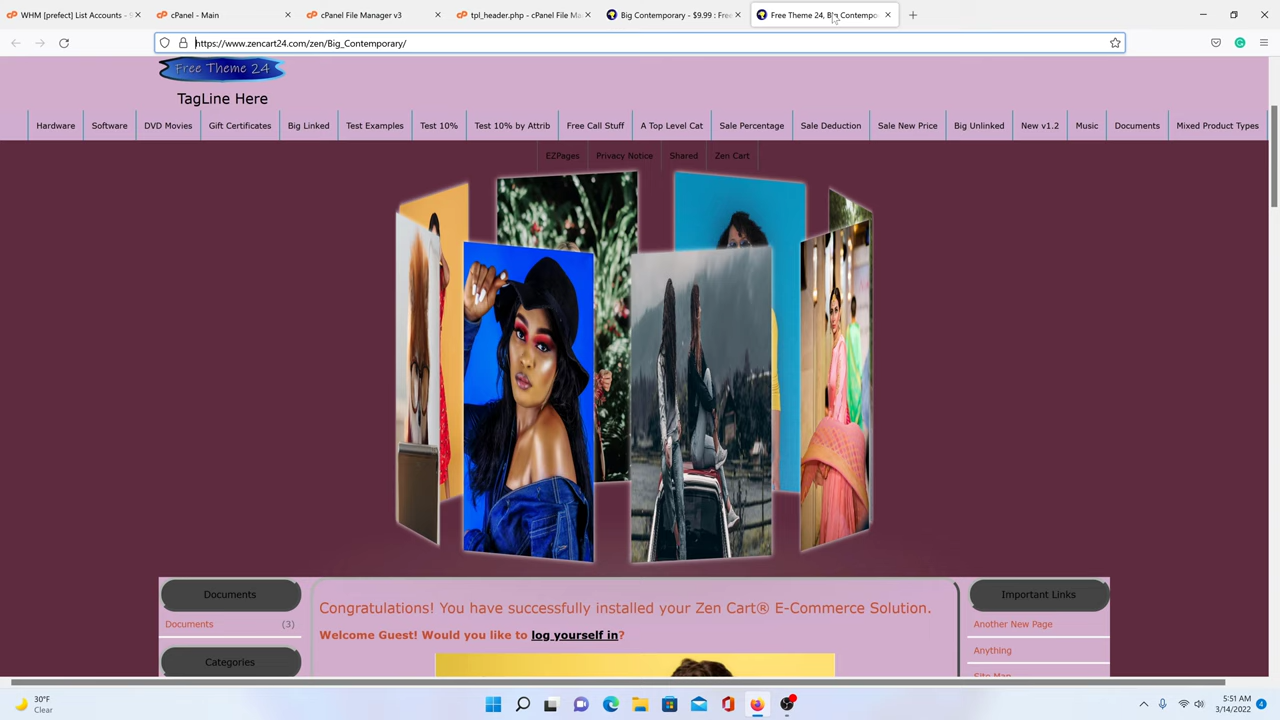 WHM [prefect] List Accounts -
cPanel - Main
cPanel File Manager v3
tpl_header.php - cPanel File Ma
Big Contemporary - $9.99 : Free
Free Theme 24, Big Contempo
https://www.zencart24.com/zen/Big_Contemporary/
Free Theme 24
TagLine Here
Hardware
Software
DVD Movies
Gift Certificates
Big Linked
Test Examples
Test 10%
Test 10% by Attrib
Free Call Stuff
A Top Level Cat
Sale Percentage
Sale Deduction
Sale New Price
Big Unlinked
New v1.2
Music
Documents
Mixed Product Types
EZPages
Privacy Notice
Shared
Zen Cart
Documents
Documents (3)
Categories
Congratulations! You have successfully installed your Zen Cart® E-Commerce Solution.
Welcome Guest! Would you like to log yourself in?
Important Links
Another New Page
Anything
Site Map
30°F
Clear
5:51 AM
3/14/2022